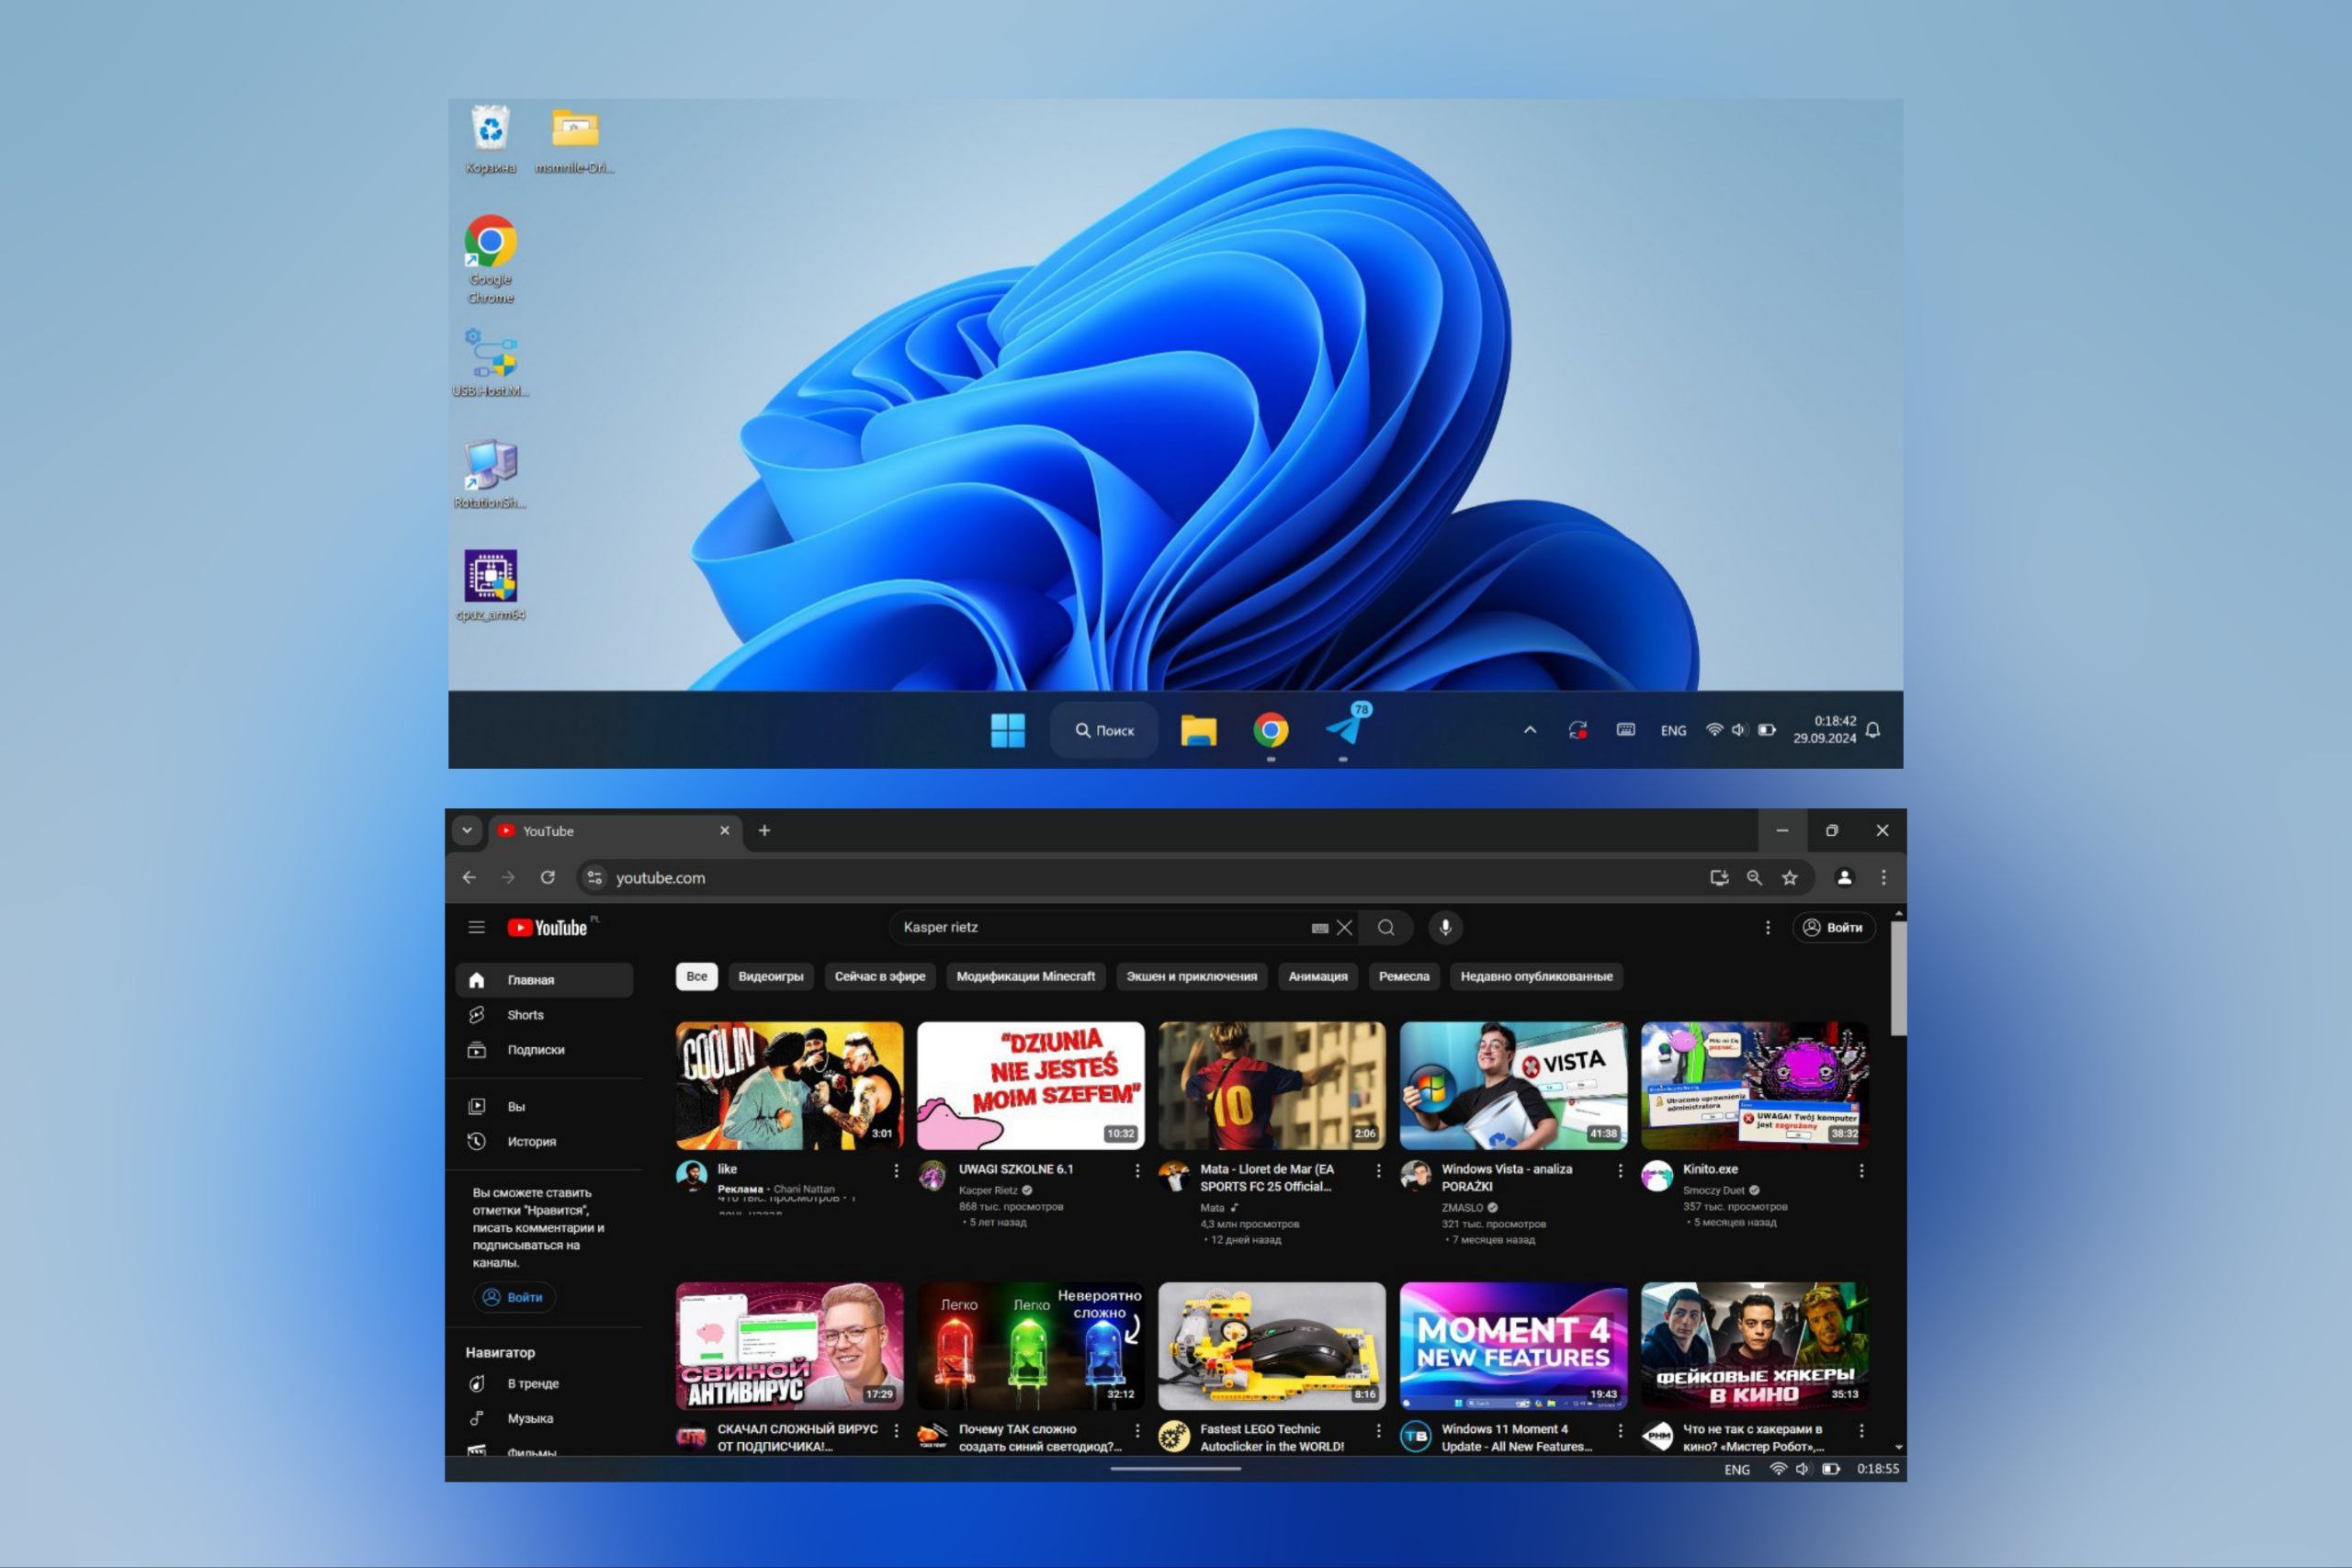 Корзина
msmnile-Dri...
Google
Chrome
USB Host M...
RotationSh...
cpuz_arm64
Поиск
78
ENG
0:18:42
29.09.2024
YouTube
youtube.com
YouTube PL
Kasper rietz
Войти
Главная
Shorts
Подписки
Вы
История
Вы сможете ставить
отметки "Нравится",
писать комментарии и
подписываться на
каналы.
Войти
Навигатор
В тренде
Музыка
Фильмы
Все
Видеоигры
Сейчас в эфире
Модификации Minecraft
Экшен и приключения
Анимация
Ремесла
Недавно опубликованные
COOLIN
3:01
like
Реклама • Chani Nattan
"DZIUNIA
NIE JESTEŚ
MOIM SZEFEM"
10:32
UWAGI SZKOLNE 6.1
Kacper Rietz
868 тыс. просмотров
• 5 лет назад
10
2:06
Mata - Lloret de Mar (EA
SPORTS FC 25 Official...
Mata
4,3 млн просмотров
• 12 дней назад
VISTA
41:38
Windows Vista - analiza
PORAŻKI
ZMASLO
321 тыс. просмотров
• 7 месяцев назад
Utracono uprawnienia
administratora
UWAGA! Twój komputer
jest zagrożony
38:32
Kinito.exe
Smoczy Duet
357 тыс. просмотров
• 5 месяцев назад
СВИНОЙ
АНТИВИРУС
17:29
СКАЧАЛ СЛОЖНЫЙ ВИРУС
ОТ ПОДПИСЧИКА!...
Легко
Легко
Невероятно
сложно
32:12
Почему ТАК сложно
создать синий светодиод?...
8:16
Fastest LEGO Technic
Autoclicker in the WORLD!
MOMENT 4
NEW FEATURES
19:43
TB
Windows 11 Moment 4
Update - All New Features...
ФЕЙКОВЫЕ ХАКЕРЫ
В КИНО
35:13
РНМ
Что не так с хакерами в
кино? «Мистер Робот»,...
ENG
0:18:55